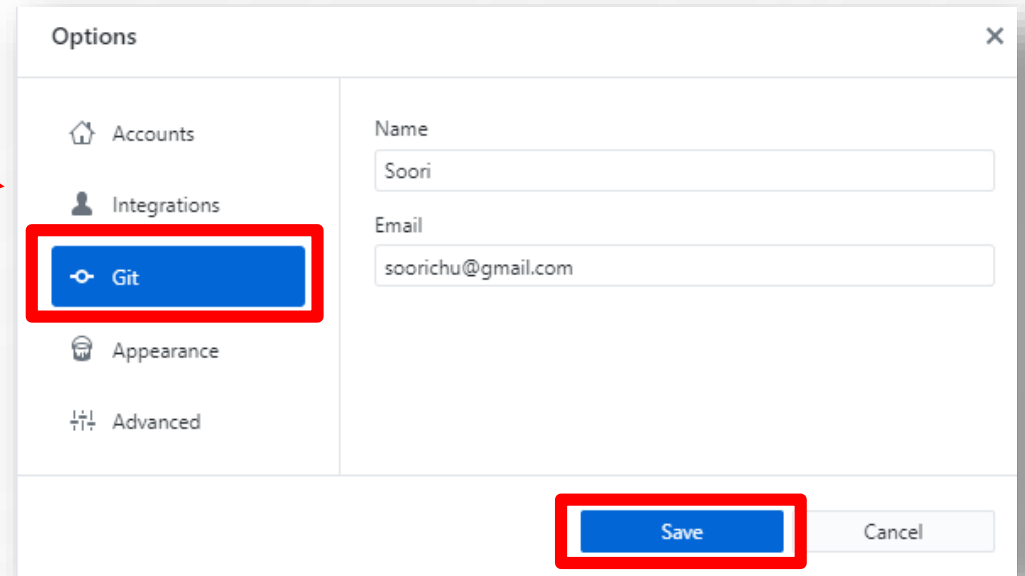 Options
Accounts
Integrations
Git
Appearance
Advanced
Name
Soori
Email
soorichu@gmail.com
Save
Cancel